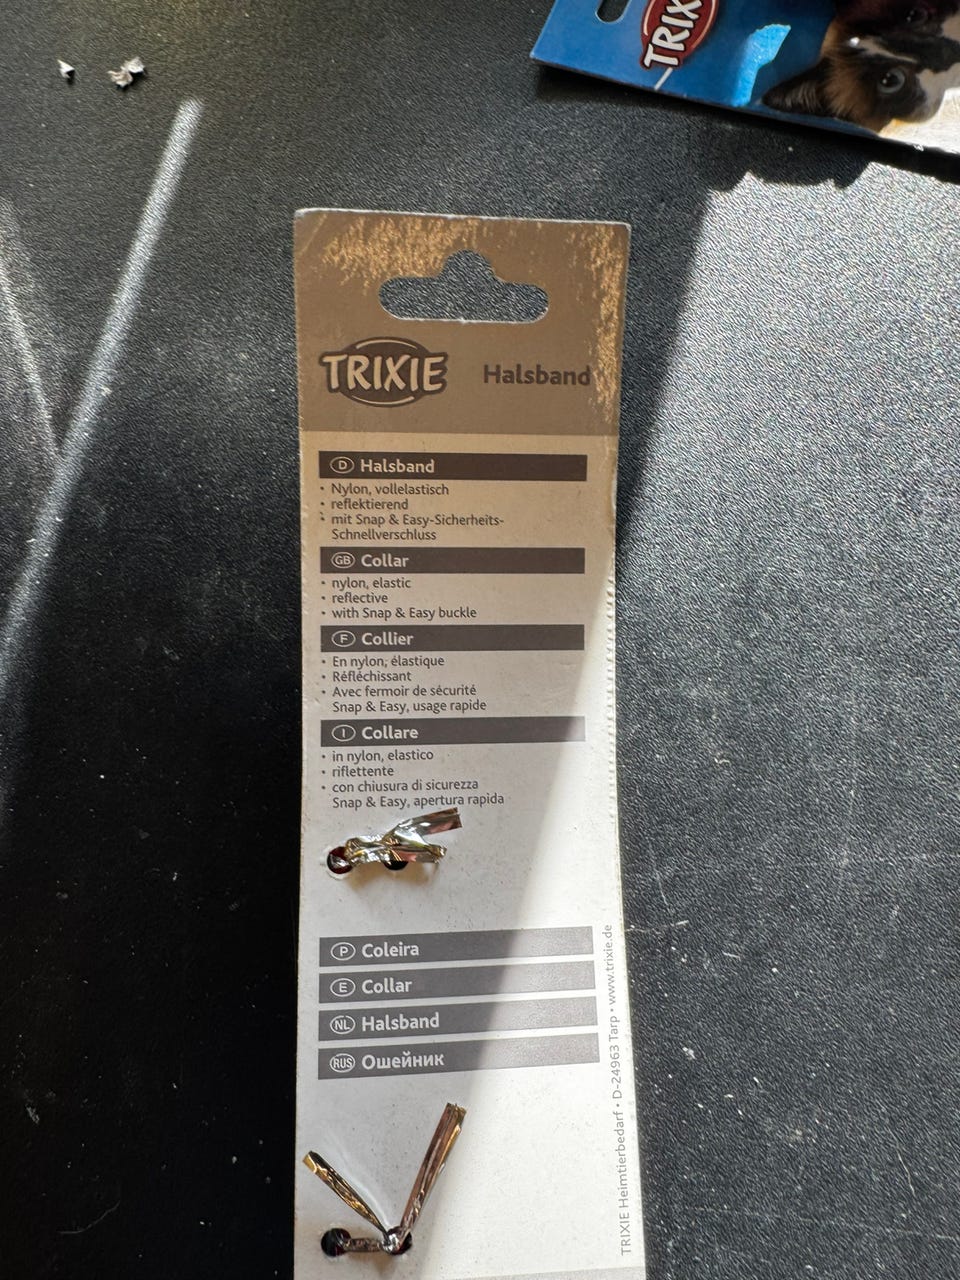 TRIXIE
TRIXIE
Halsband
D Halsband
• Nylon, vollelastisch
• reflektierend
• mit Snap & Easy-Sicherheits-
Schnellverschluss
GB Collar
• nylon, elastic
• reflective
• with Snap & Easy buckle
F Collier
• En nylon, élastique
• Réfléchissant
• Avec fermoir de sécurité
Snap & Easy, usage rapide
I Collare
• in nylon, elastico
• riflettente
• con chiusura di sicurezza
Snap & Easy, apertura rapida
P Coleira
E Collar
NL Halsband
RUS Ошейник
TRIXIE Heimtierbedarf • D-24963 Tarp • www.trixie.de